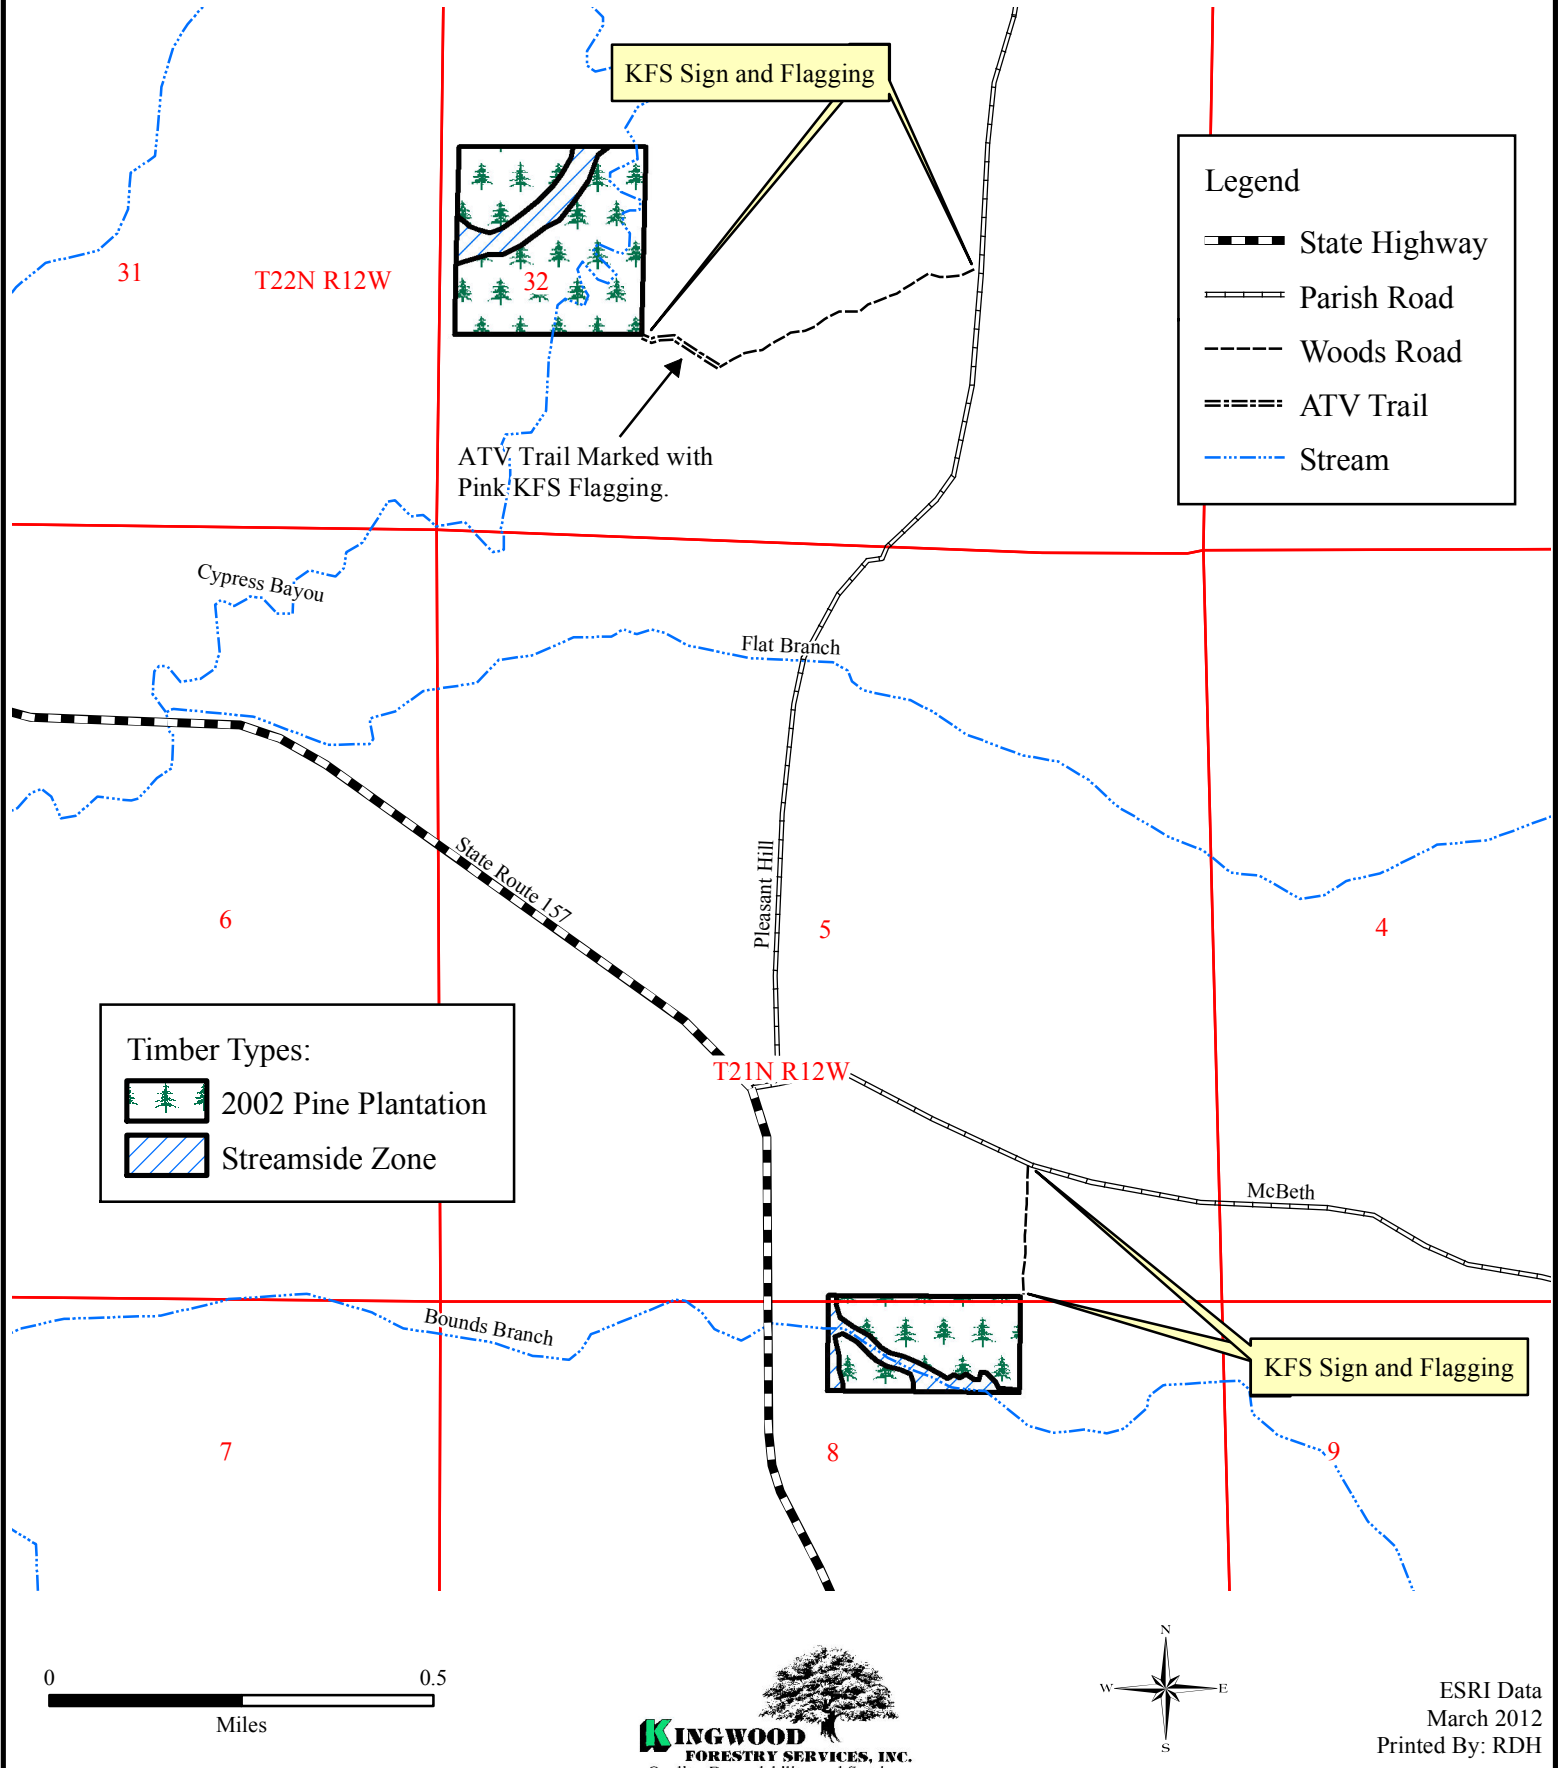 KFS Sign and Flagging
Legend
State Highway
Parish Road
Woods Road
ATV Trail
Stream
31
T22N R12W
32
ATV Trail Marked with
Pink KFS Flagging.
Cypress Bayou
Flat Branch
State Route 157
Pleasant Hill
6
5
4
Timber Types:
2002 Pine Plantation
Streamside Zone
T21N R12W
McBeth
Bounds Branch
KFS Sign and Flagging
7
8
9
0
0.5
Miles
KINGWOOD
FORESTRY SERVICES, INC.
N
W
E
S
ESRI Data
March 2012
Printed By: RDH